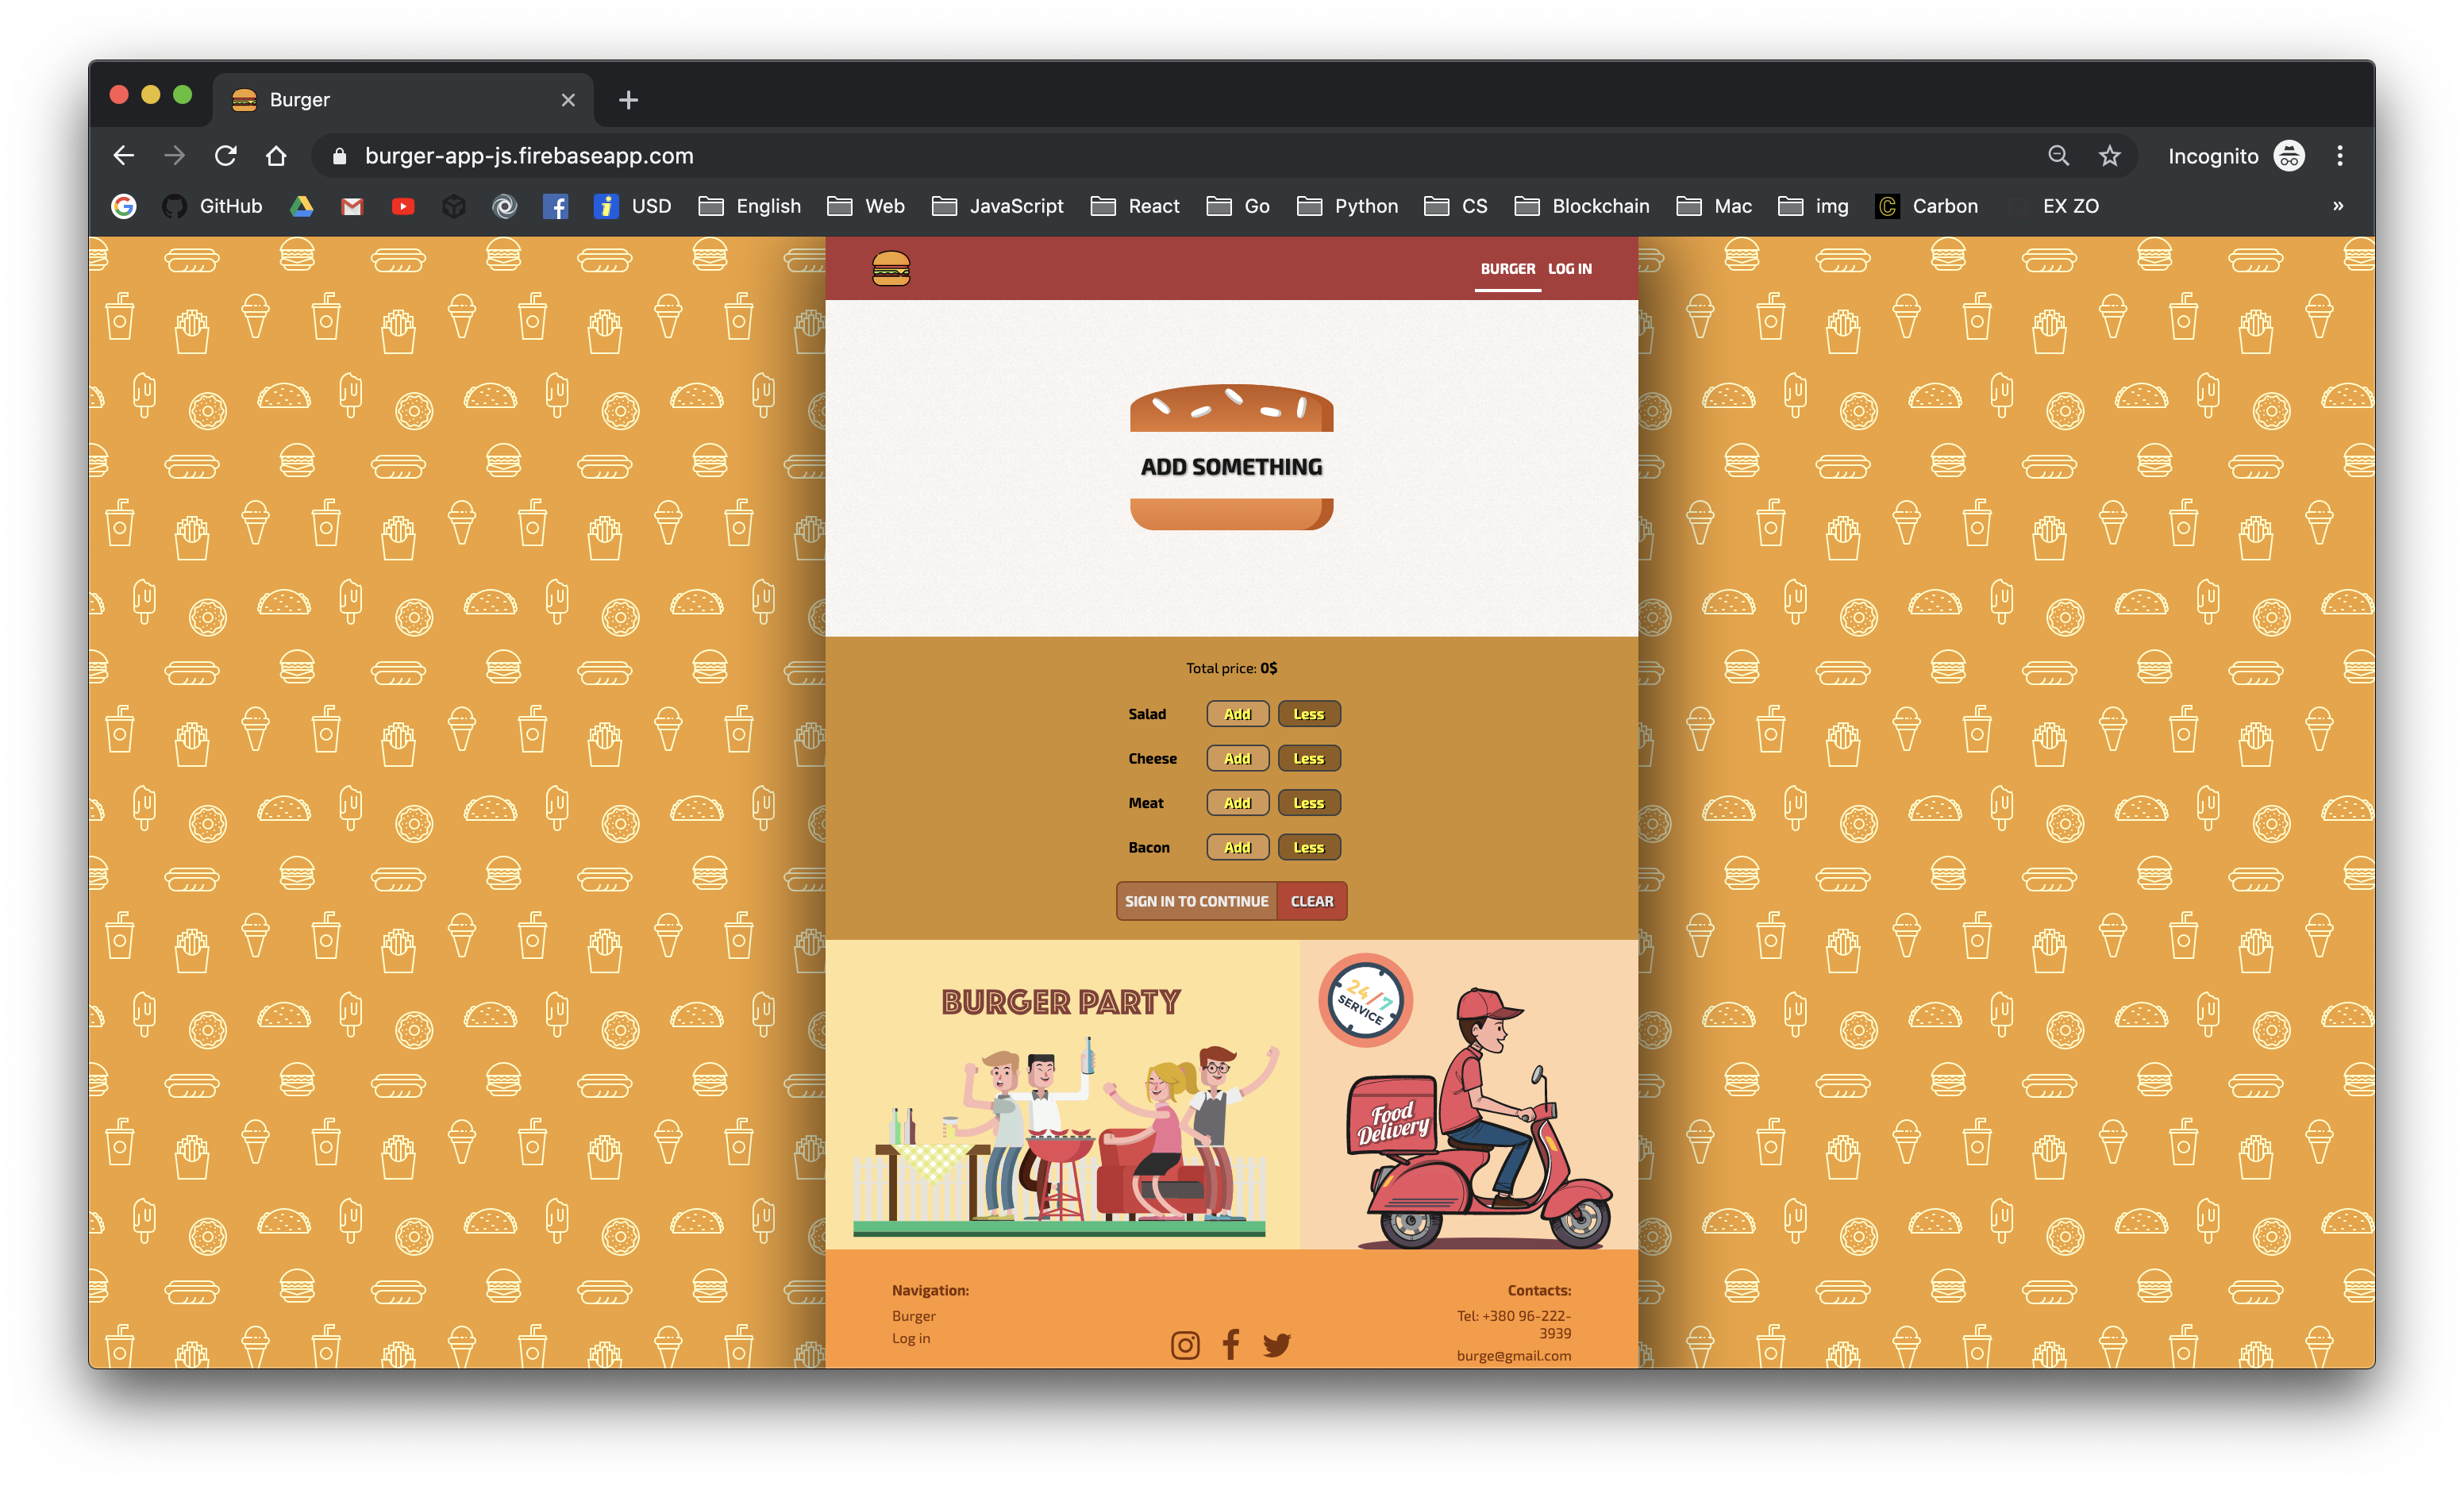 Burger
burger-app-js.firebaseapp.com
Incognito
GitHub USD English Web JavaScript React Go Python CS Blockchain Mac img Carbon EX ZO »
BURGER LOG IN
ADD SOMETHING
Total price: 0$
Salad Add Less
Cheese Add Less
Meat Add Less
Bacon Add Less
SIGN IN TO CONTINUE CLEAR
BURGER PARTY
24/7
SERVICE
Food
Delivery
Navigation:
Burger
Log in
Contacts:
Tel: +380 96-222-
3939
burge@gmail.com